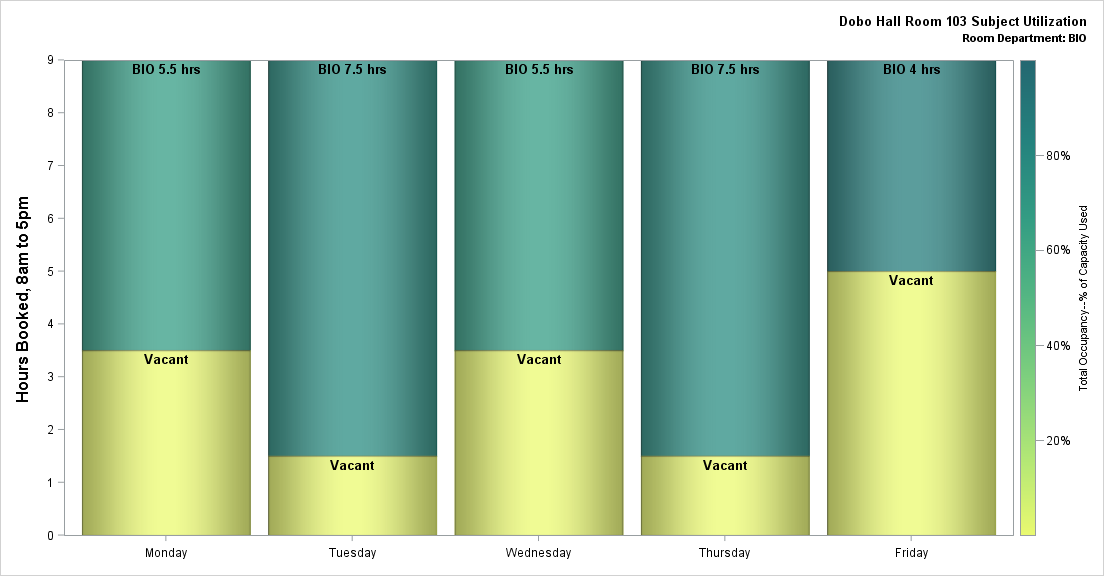 Dobo Hall Room 103 Subject Utilization
Room Department: BIO
Hours Booked, 8am to 5pm
9
8
7
6
5
4
3
2
1
0
BIO 5.5 hrs
BIO 7.5 hrs
BIO 5.5 hrs
BIO 7.5 hrs
BIO 4 hrs
Vacant
Vacant
Vacant
Vacant
Vacant
Monday
Tuesday
Wednesday
Thursday
Friday
80%
60%
40%
20%
Total Occupancy--% of Capacity Used